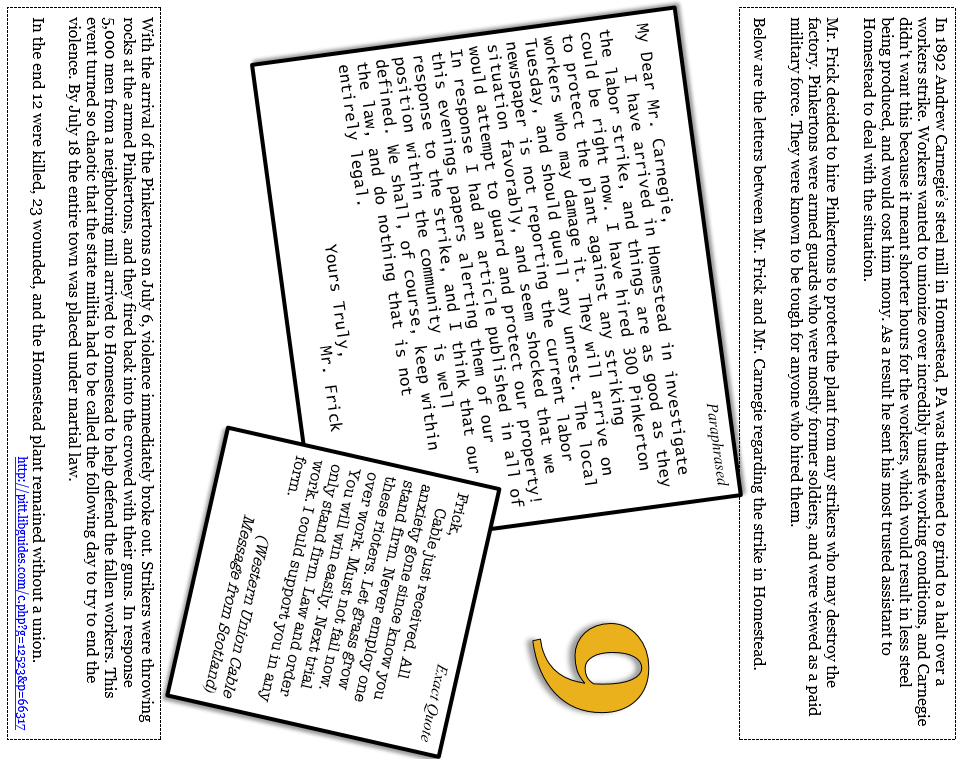 In 1892 Andrew Carnegie's steel mill in Homestead, PA was threatened to grind to a halt over a
workers strike. Workers wanted to unionize over incredibly unsafe working conditions, and Carnegie
didn't want this because it meant shorter hours for the workers, which would result in less steel
being produced, and would cost him mony. As a result he sent his most trusted assistant to
Homestead to deal with the situation.
Mr. Frick decided to hire Pinkertons to protect the plant from any strikers who may destroy the
factory. Pinkertons were armed guards who were mostly former soldiers, and were viewed as a paid
military force. They were known to be tough for anyone who hired them.
Below are the letters between Mr. Frick and Mr. Carnegie regarding the strike in Homestead.
Paraphrased
My Dear Mr. Carnegie,
I have arrived in Homestead in investigate
the labor strike, and things are as good as they
could be right now. I have hired 300 Pinkerton
to protect the plant against any striking
workers who may damage it. They will arrive on
Tuesday, and should quell any unrest. The local
newspaper is not reporting the current labor
situation favorably, and seem shocked that we
would attempt to guard and protect our property!
In response I had an article published in all of
this evenings papers alerting them of our
response to the strike, and I think that our
position within the community is well
defined. We shall, of course, keep within
the law, and do nothing that is not
entirely legal.
Yours Truly,
Mr. Frick
9
Exact Quote
Frick,
Cable just received. All
anxiety gone since know you
stand firm. Never employ one
these rioters. Let grass grow
over work. Must not fail now.
You will win easily. Next trial
only stand firm. Law and order
work. I could support you in any
form.
(Western Union Cable
Message from Scotland)
With the arrival of the Pinkertons on July 6, violence immediately broke out. Strikers were throwing
rocks at the armed Pinkertons, and they fired back into the crowed with their guns. In response
5,000 men from a neighboring mill arrived to Homestead to help defend the fallen workers. This
event turned so chaotic that the state militia had to be called the following day to try to end the
violence. By July 18 the entire town was placed under martial law.
In the end 12 were killed, 23 wounded, and the Homestead plant remained without a union.
http://pitt.libguides.com/c.php?g=12523&p=66317